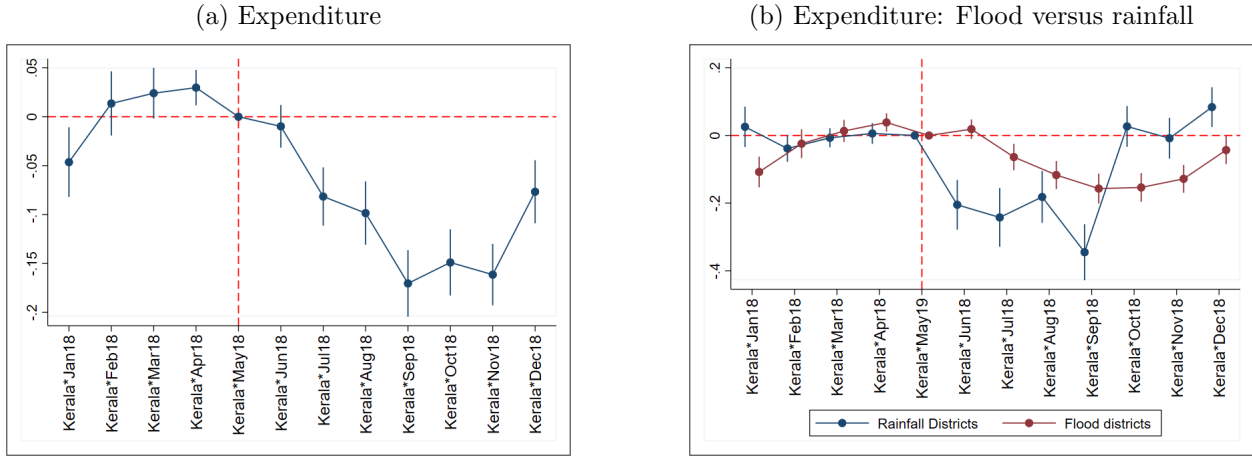 (a) Expenditure
.05
0
-.05
-.1
-.15
-.2
Kerala*Jan18
Kerala*Feb18
Kerala*Mar18
Kerala*Apr18
Kerala*May18
Kerala*Jun18
Kerala*Jul18
Kerala*Aug18
Kerala*Sep18
Kerala*Oct18
Kerala*Nov18
Kerala*Dec18
(b) Expenditure: Flood versus rainfall
.2
0
-.2
-.4
Kerala*Jan18
Kerala*Feb18
Kerala*Mar18
Kerala*Apr18
Kerala*May19
Kerala*Jun18
Kerala* Jul18
Kerala*Aug18
Kerala*Sep18
Kerala*Oct18
Kerala*Nov18
Kerala*Dec18
Rainfall Districts
Flood districts